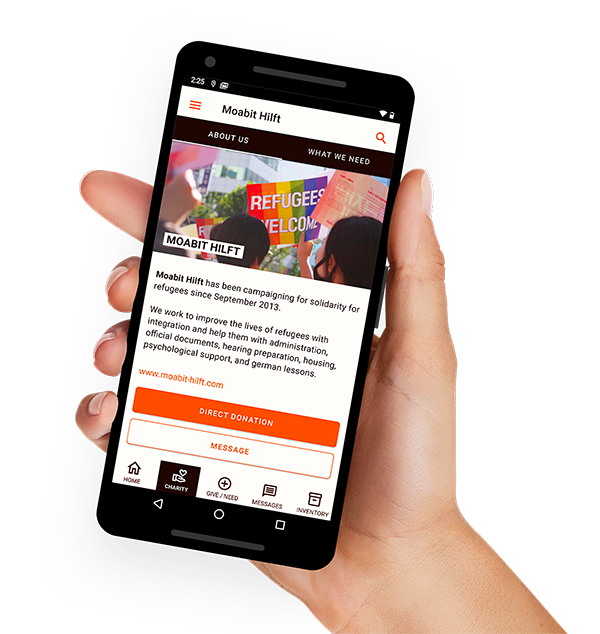 2:25
Moabit Hilft
ABOUT US
WHAT WE NEED
REFUGEES
WELCOME
MOABIT HILFT
Moabit Hilft has been campaigning for solidarity for
refugees since September 2013.
We work to improve the lives of refugees with
integration and help them with administration,
official documents, hearing preparation, housing,
psychological support, and german lessons.
www.moabit-hilft.com
DIRECT DONATION
MESSAGE
HOME
CHARITY
GIVE / NEED
MESSAGES
INVENTORY